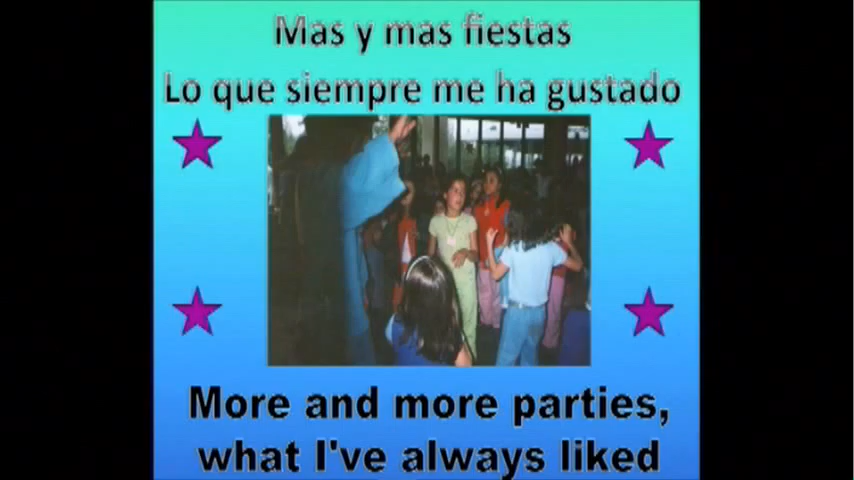 Mas y mas fiestas
Lo que siempre me ha gustado
More and more parties,
what I've always liked